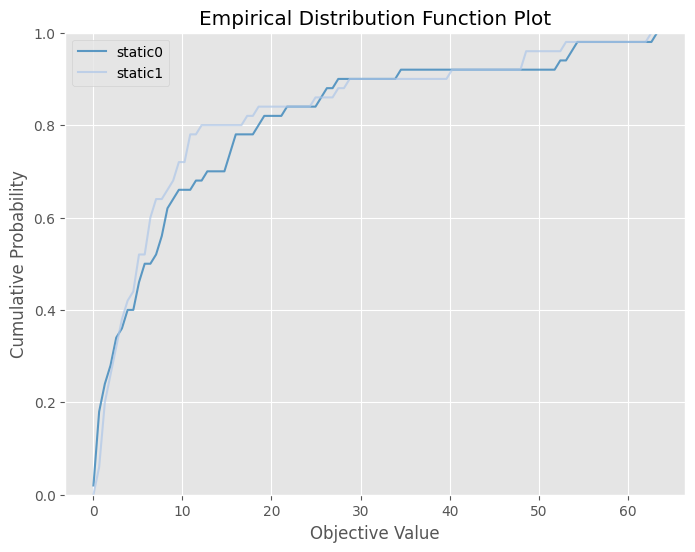 Empirical Distribution Function Plot
static0
static1
1.0
0.8
0.6
0.4
0.2
0.0
Cumulative Probability
0 10 20 30 40 50 60
Objective Value